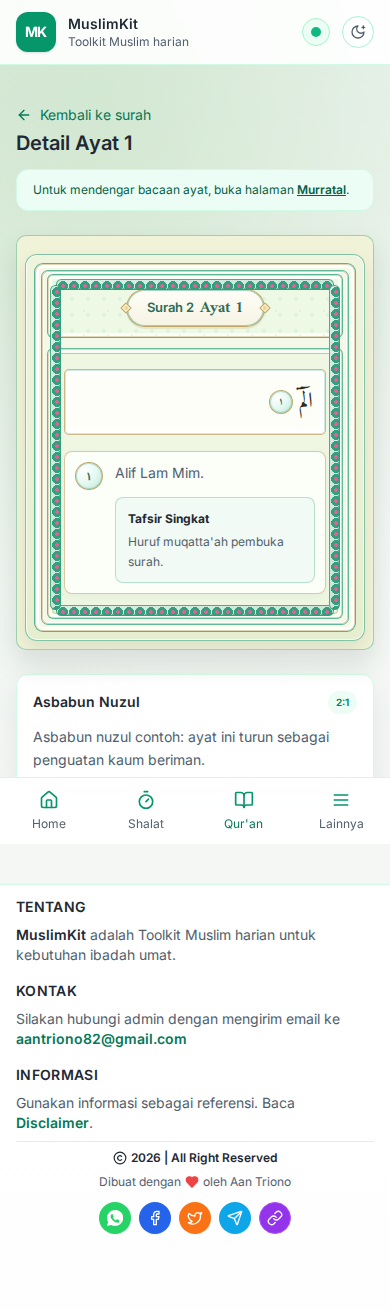 MK
MuslimKit
Toolkit Muslim harian
Kembali ke surah
Detail Ayat 1
Untuk mendengar bacaan ayat, buka halaman Murratal.
Surah 2 Ayat 1
الٓمّٓ ١
١ Alif Lam Mim.
Tafsir Singkat
Huruf muqatta'ah pembuka
surah.
Asbabun Nuzul 2:1
Asbabun nuzul contoh: ayat ini turun sebagai
penguatan kaum beriman.
Home Shalat Qur'an Lainnya
TENTANG
MuslimKit adalah Toolkit Muslim harian untuk
kebutuhan ibadah umat.
KONTAK
Silakan hubungi admin dengan mengirim email ke
aantriono82@gmail.com
INFORMASI
Gunakan informasi sebagai referensi. Baca
Disclaimer.
© 2026 | All Right Reserved
Dibuat dengan ❤ oleh Aan Triono